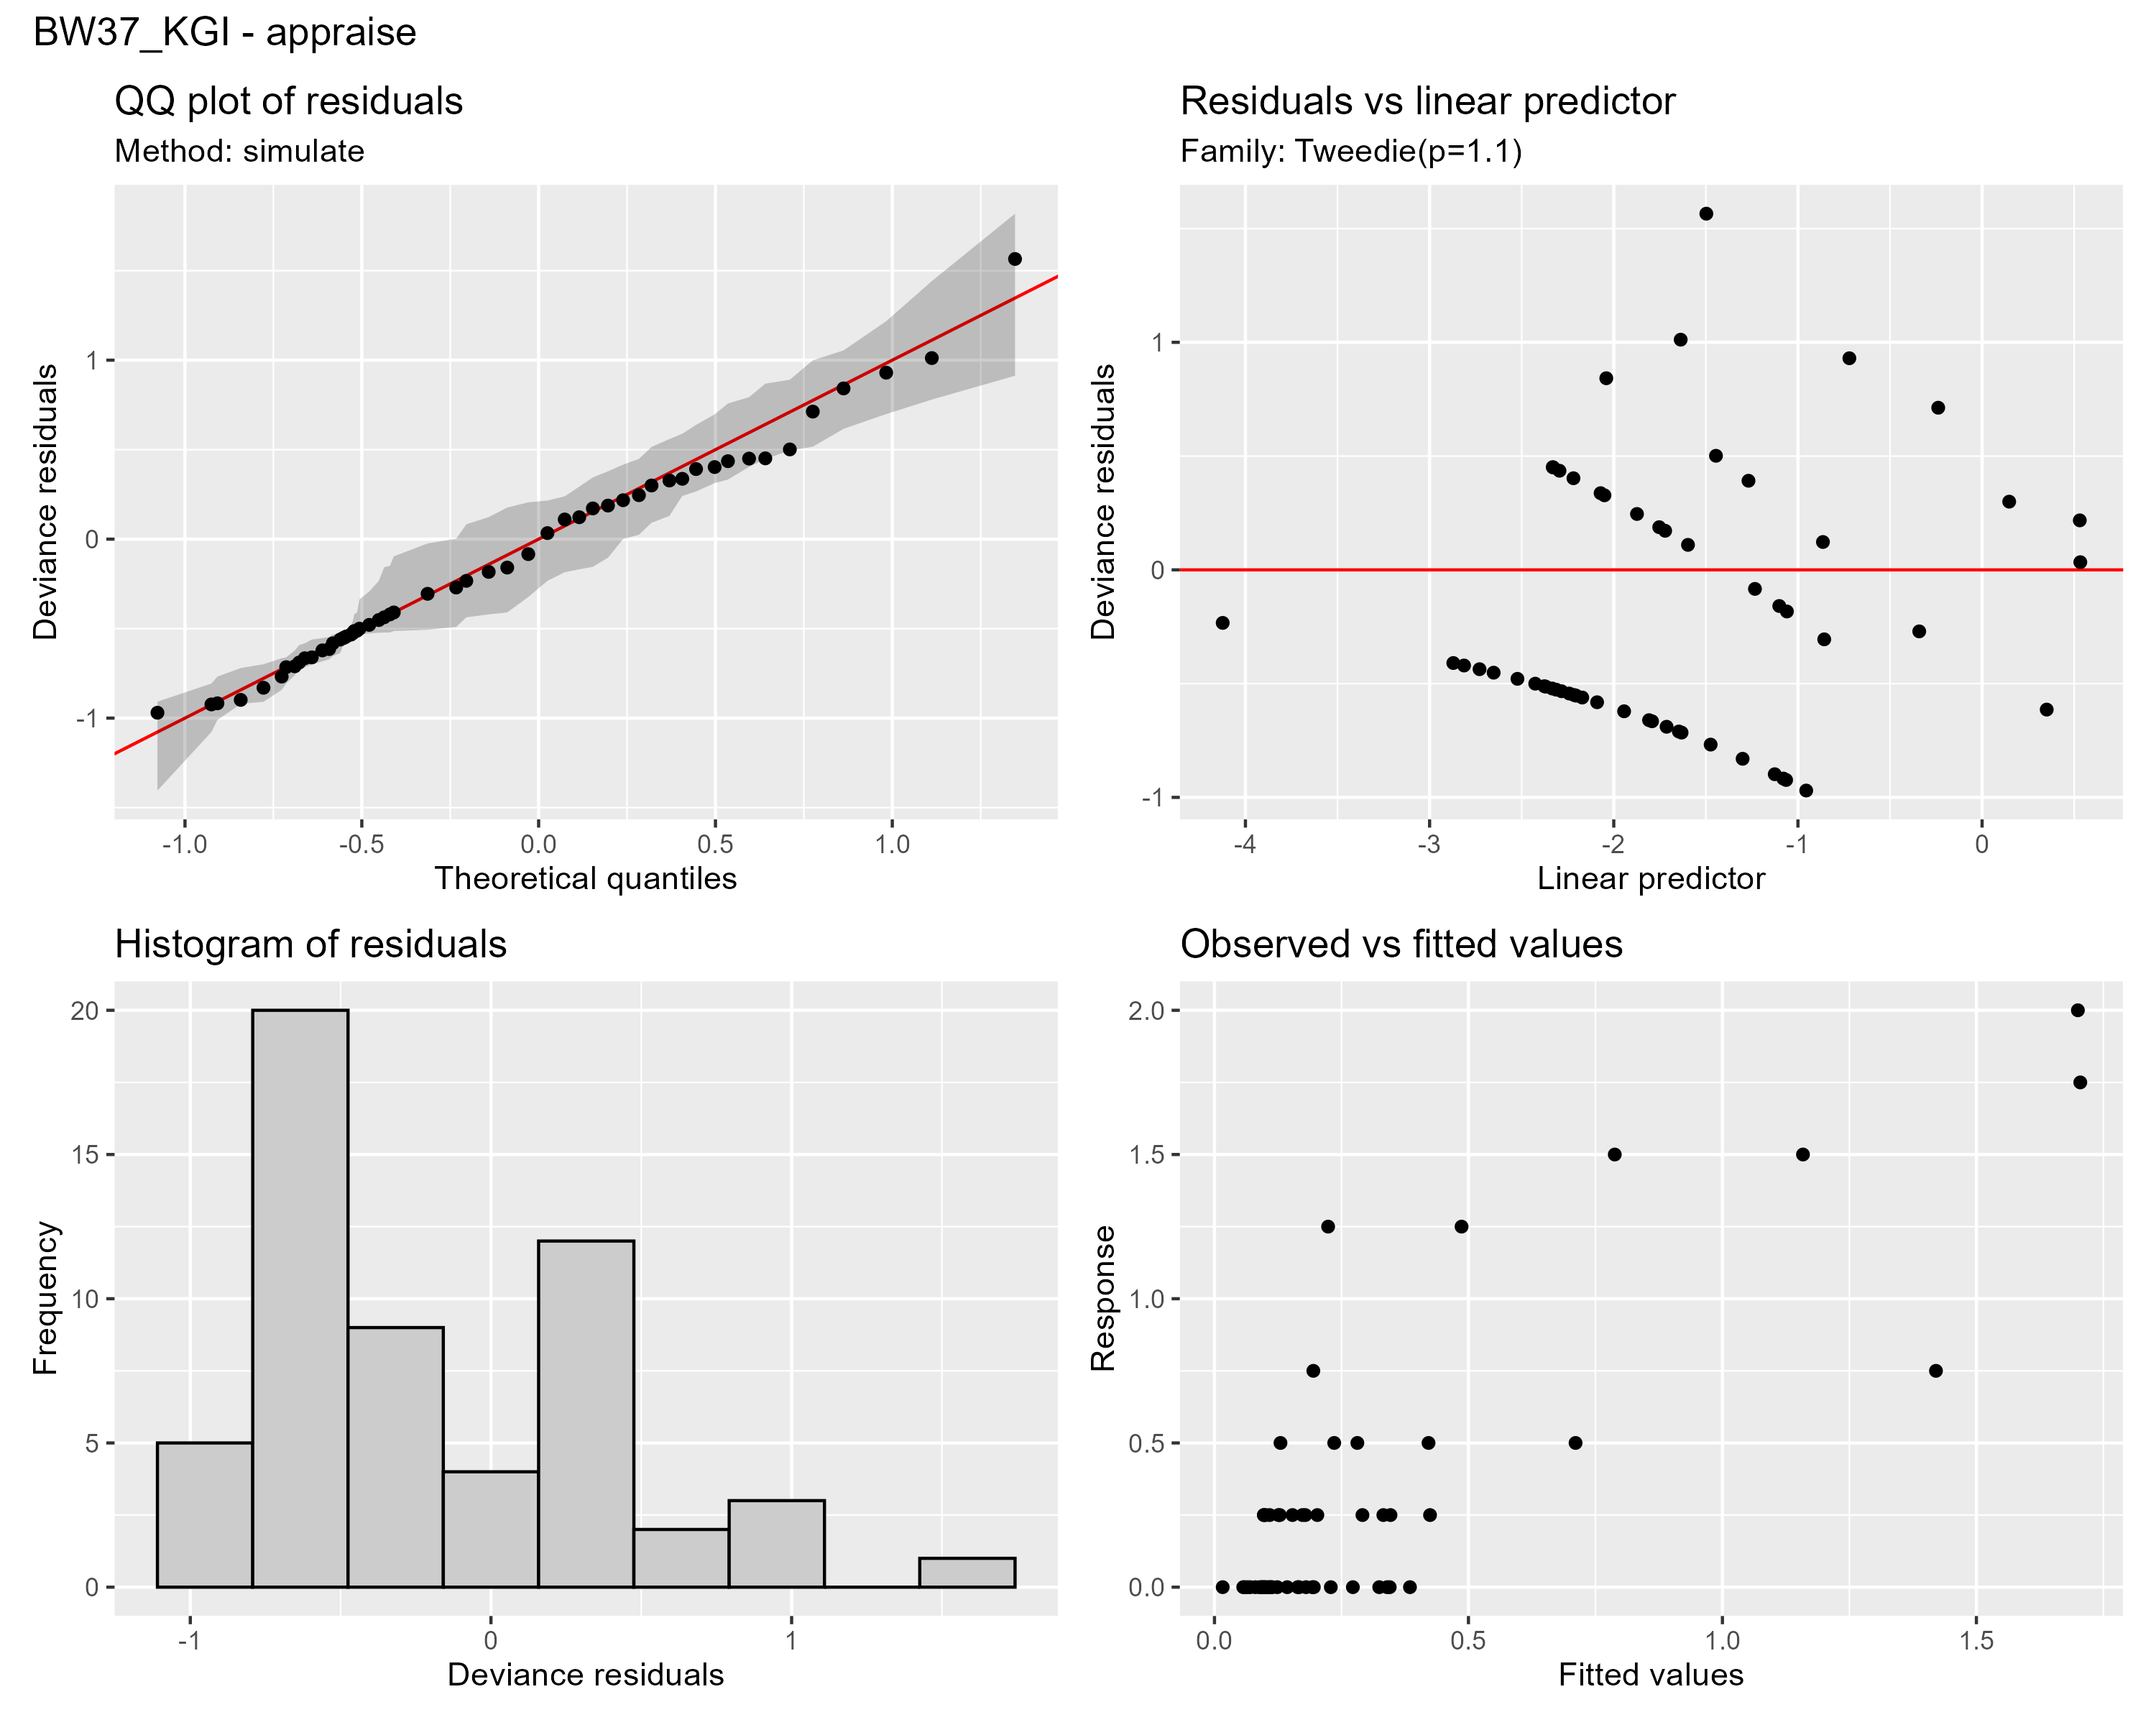 BW37_KGI - appraise
QQ plot of residuals
Method: simulate
Deviance residuals
1
0
-1
-1.0 -0.5 0.0 0.5 1.0
Theoretical quantiles
Residuals vs linear predictor
Family: Tweedie(p=1.1)
Deviance residuals
1
0
-1
-4 -3 -2 -1 0
Linear predictor
Histogram of residuals
Frequency
20
15
10
5
0
-1 0 1
Deviance residuals
Observed vs fitted values
Response
2.0
1.5
1.0
0.5
0.0
0.0 0.5 1.0 1.5
Fitted values